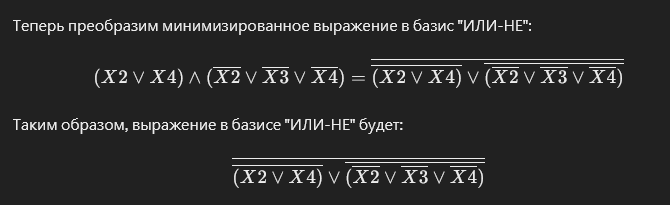 Теперь преобразим минимизированное выражение в базис "ИЛИ-НЕ":
$(X2 \vee X4) \wedge (\overline{X2} \vee \overline{X3} \vee \overline{X4}) = \overline{\overline{\overline{(X2 \vee X4)} \vee \overline{(\overline{X2} \vee \overline{X3} \vee \overline{X4})}}}$
Таким образом, выражение в базисе "ИЛИ-НЕ" будет:
$\overline{\overline{\overline{(X2 \vee X4)} \vee \overline{(\overline{X2} \vee \overline{X3} \vee \overline{X4})}}}$